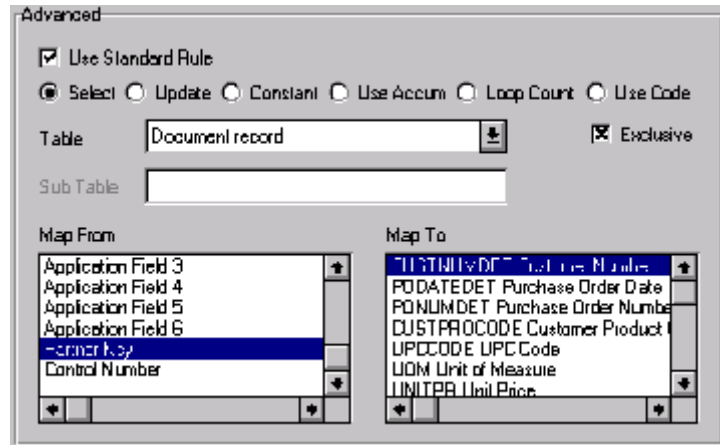 Advanced
Use Standard Rule
Select Update Constant Use Accum Loop Count Use Code
Table Document record Exclusive
Sub Table
Map From Map To
Application Field 3
Application Field 4
Application Field 5
Application Field 6
Partner Key
Control Number
CUSTNUMDET Customer Number
PODATEDET Purchase Order Date
PONUMDET Purchase Order Numbe
CUSTPROCODE Customer Product
UPCCODE UPC Code
UOM Unit of Measure
UNITPR Unit Price